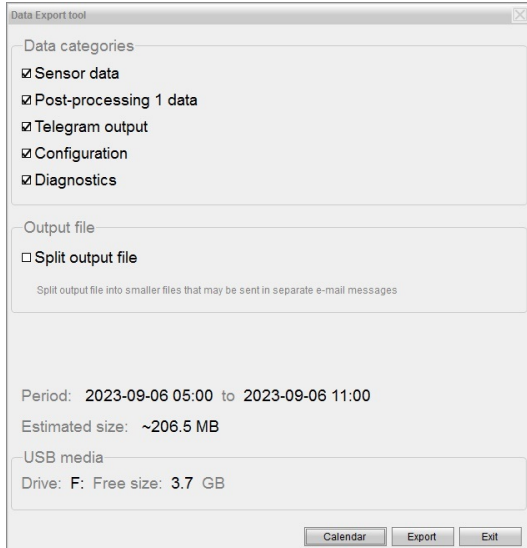 Data Export tool
Data categories
Sensor data
Post-processing 1 data
Telegram output
Configuration
Diagnostics
Output file
Split output file
Split output file into smaller files that may be sent in separate e-mail messages
Period: 2023-09-06 05:00 to 2023-09-06 11:00
Estimated size: ~206.5 MB
USB media
Drive: F: Free size: 3.7 GB
Calendar Export Exit